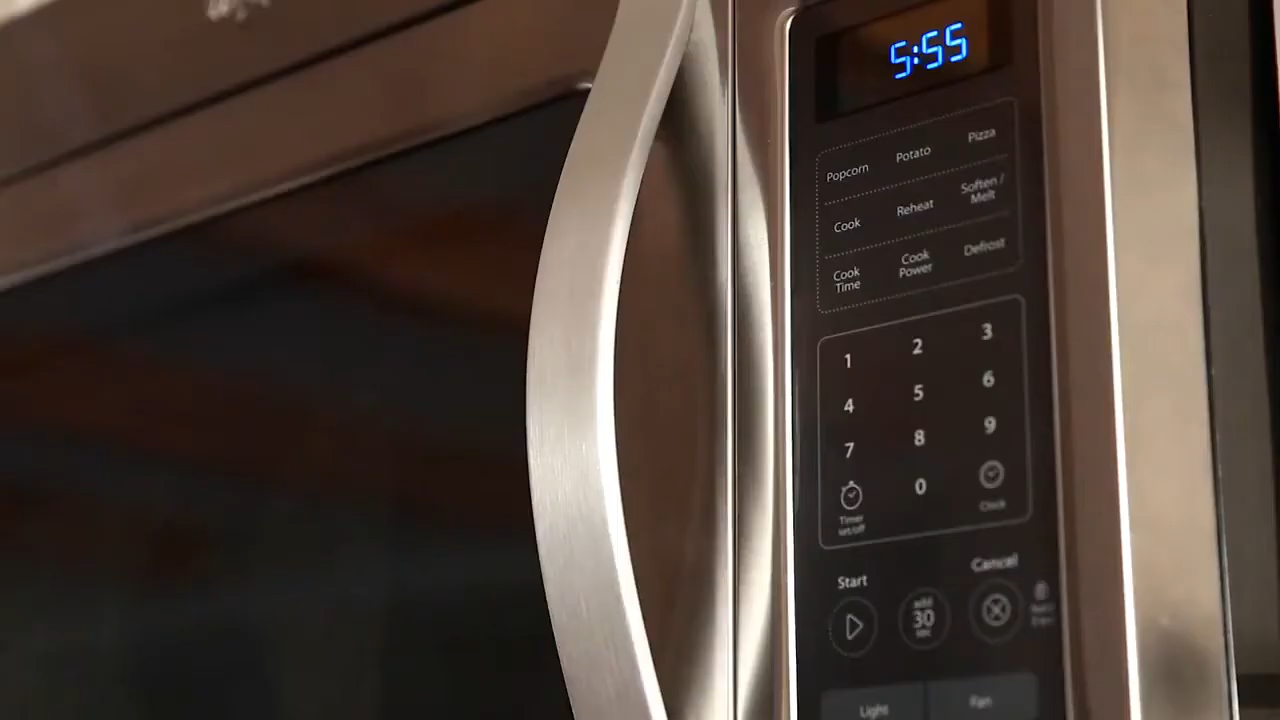 5:55
Popcorn Potato Pizza
Cook Reheat Soften / Melt
Cook Time Cook Power Defrost
1 2 3
4 5 6
7 8 9
0
Timer set/off Clock
Start Cancel
add 30 sec
Light Fan